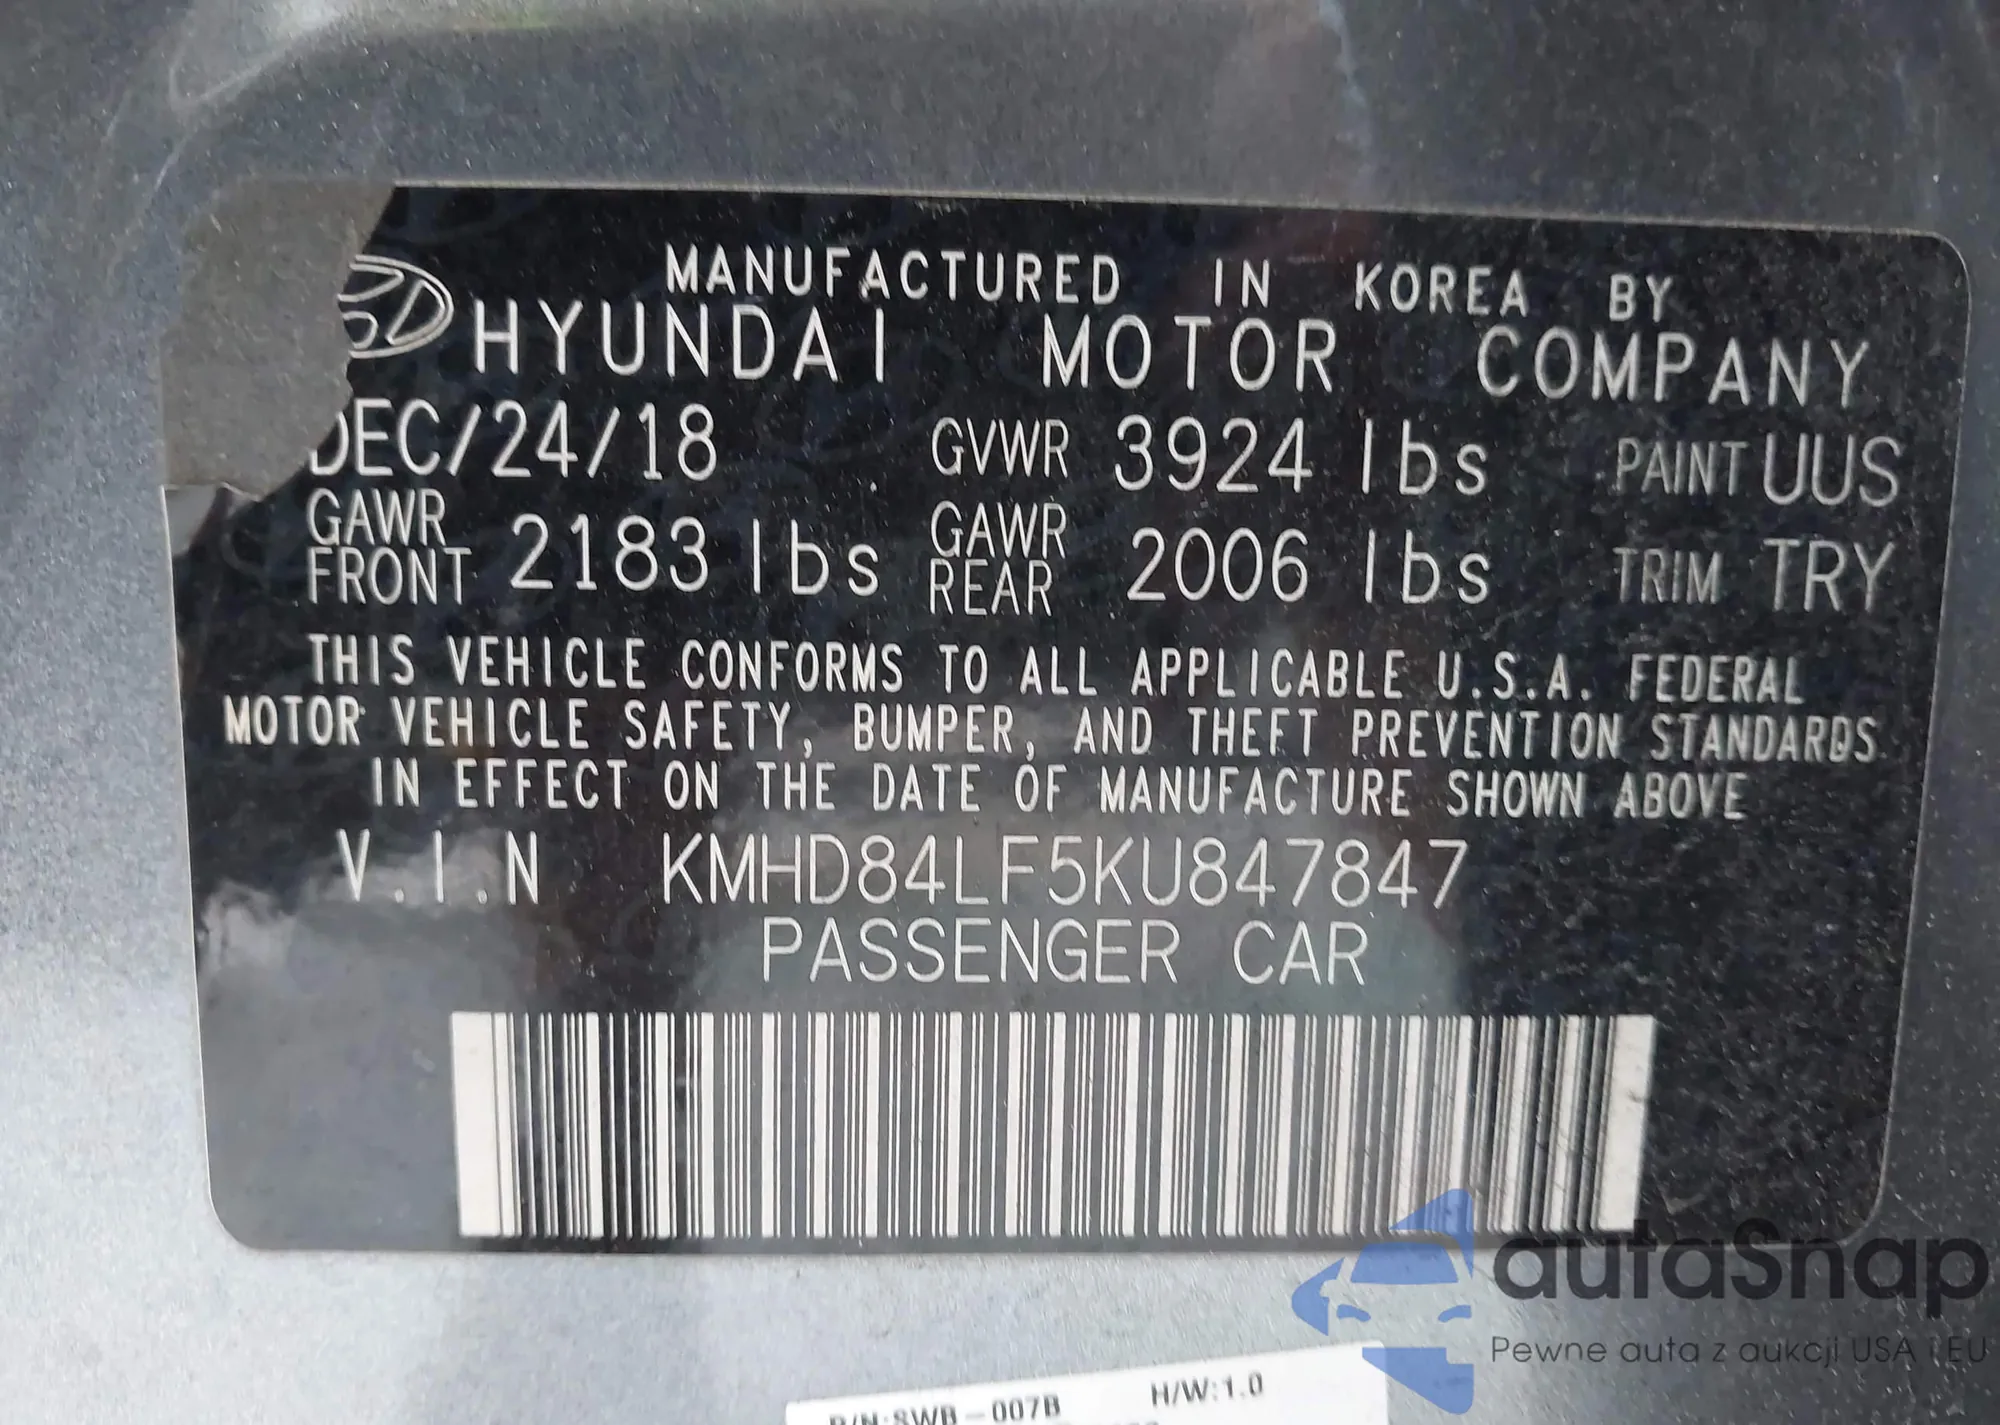 MANUFACTURED IN KOREA BY
HYUNDAI MOTOR COMPANY
DEC/24/18 GVWR 3924 lbs PAINT UUS
GAWR FRONT 2183 lbs GAWR REAR 2006 lbs TRIM TRY
THIS VEHICLE CONFORMS TO ALL APPLICABLE U.S.A. FEDERAL
MOTOR VEHICLE SAFETY, BUMPER, AND THEFT PREVENTION STANDARDS
IN EFFECT ON THE DATE OF MANUFACTURE SHOWN ABOVE
V.I.N KMHD84LF5KU847847
PASSENGER CAR
autaSnap
Pewne auta z aukcji USA i EU
P/N:SWB-007B H/W:1.0